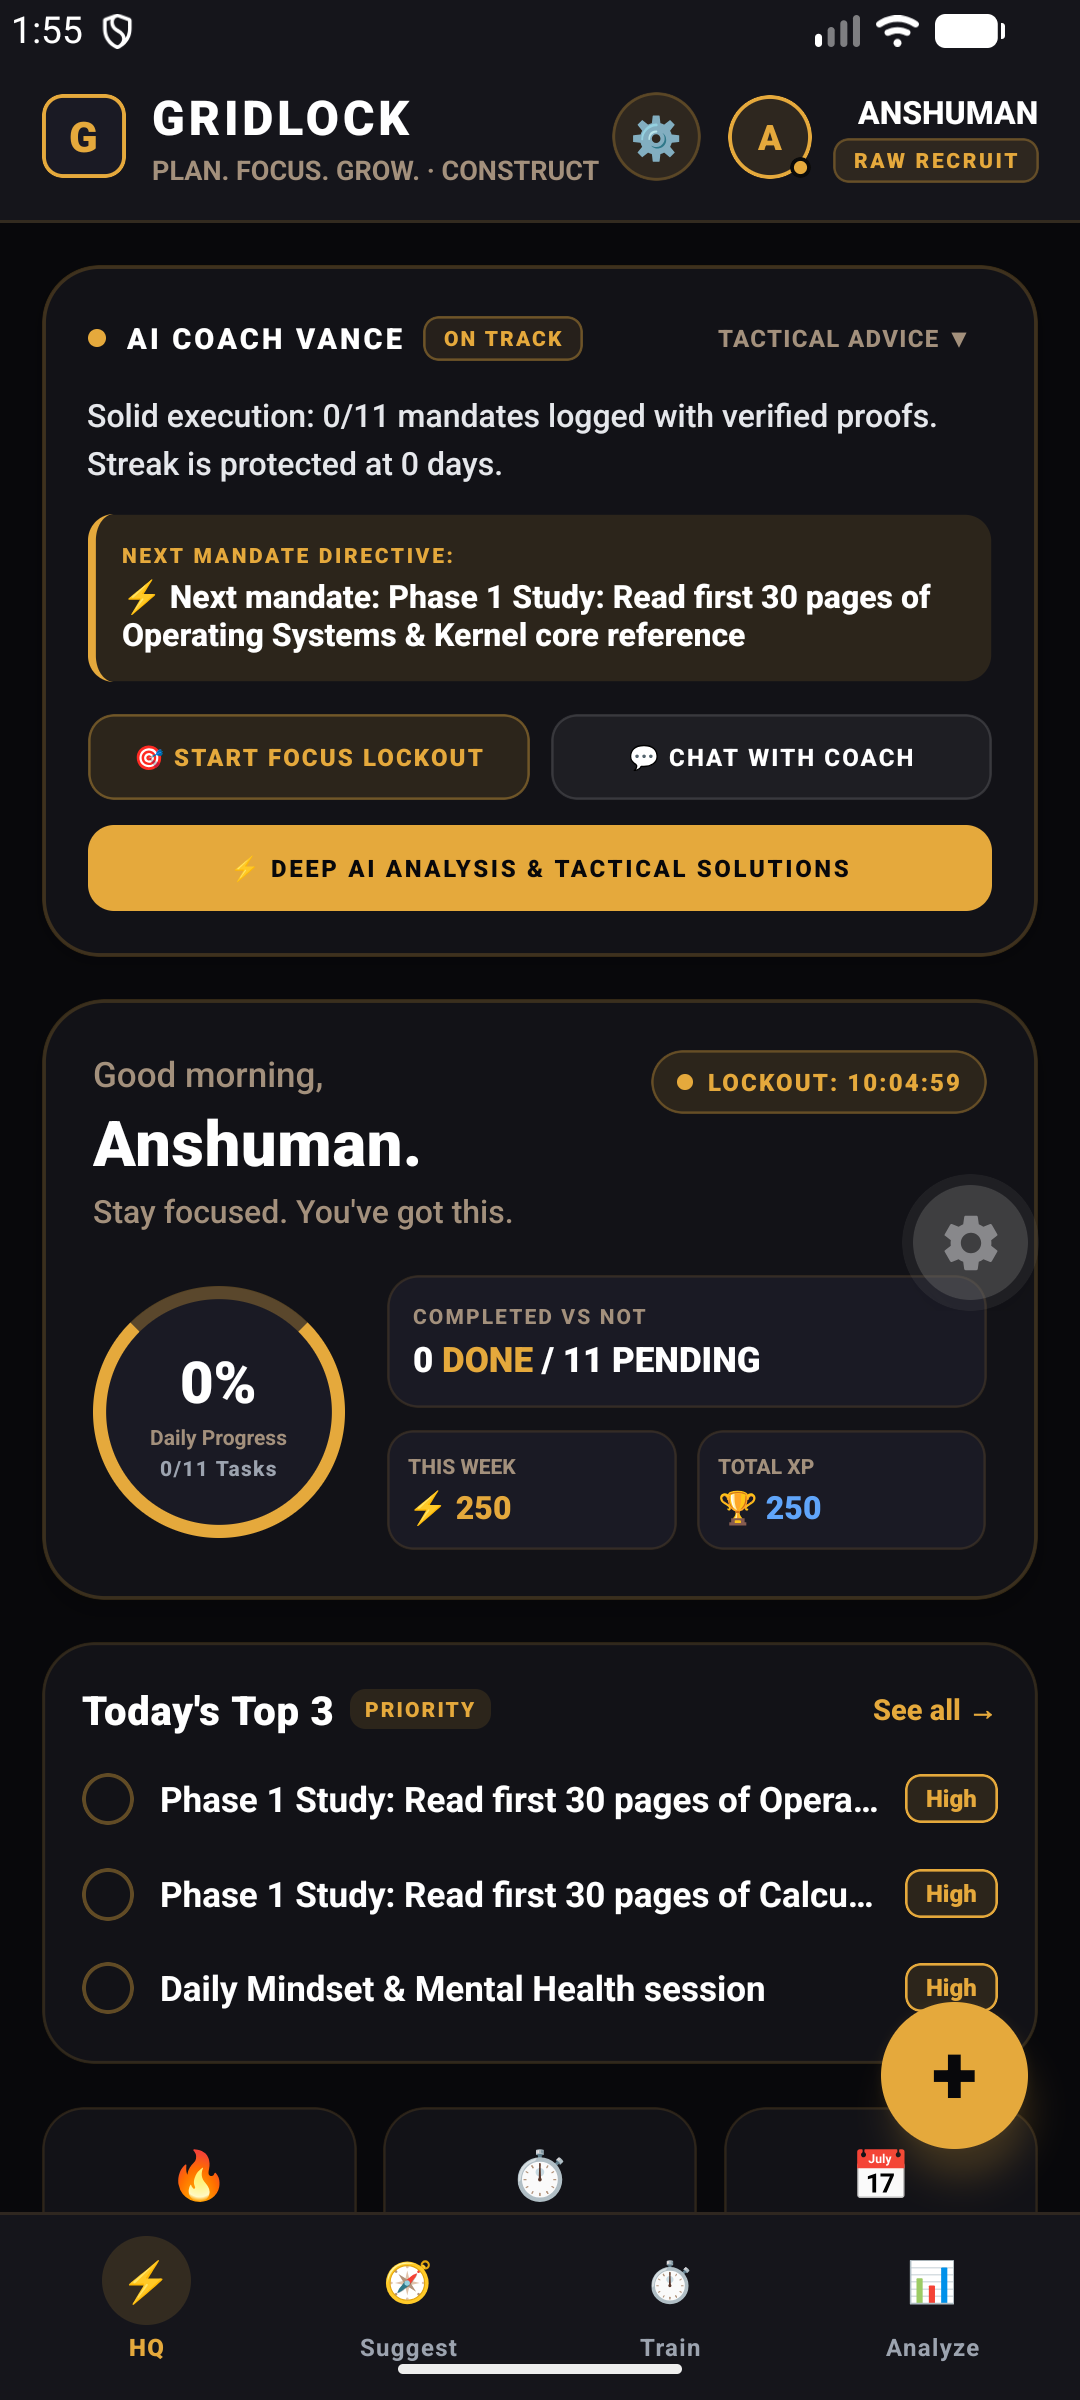 1:55
G
GRIDLOCK
PLAN. FOCUS. GROW. · CONSTRUCT
A
ANSHUMAN
RAW RECRUIT
AI COACH VANCE
ON TRACK
TACTICAL ADVICE ▼
Solid execution: 0/11 mandates logged with verified proofs.
Streak is protected at 0 days.
NEXT MANDATE DIRECTIVE:
⚡ Next mandate: Phase 1 Study: Read first 30 pages of
Operating Systems & Kernel core reference
🎯 START FOCUS LOCKOUT
💬 CHAT WITH COACH
⚡ DEEP AI ANALYSIS & TACTICAL SOLUTIONS
Good morning,
LOCKOUT: 10:04:59
Anshuman.
Stay focused. You've got this.
0%
Daily Progress
0/11 Tasks
COMPLETED VS NOT
0 DONE / 11 PENDING
THIS WEEK
⚡ 250
TOTAL XP
🏆 250
Today's Top 3
PRIORITY
See all →
Phase 1 Study: Read first 30 pages of Opera...
High
Phase 1 Study: Read first 30 pages of Calcu...
High
Daily Mindset & Mental Health session
High
July
17
HQ
Suggest
Train
Analyze